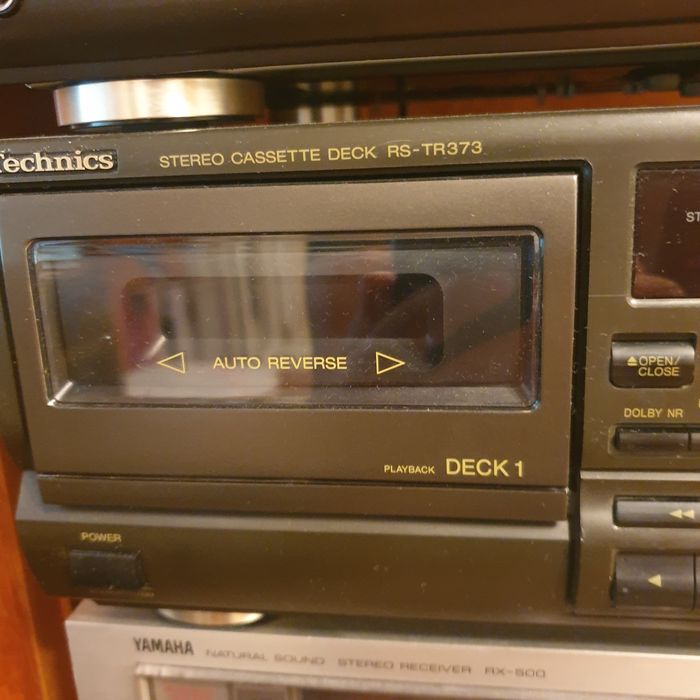 Technics STEREO CASSETTE DECK RS-TR373
ST
AUTO REVERSE
OPEN/
CLOSE
DOLBY NR
PLAYBACK DECK 1
POWER
YAMAHA NATURAL SOUND STEREO RECEIVER RX-500